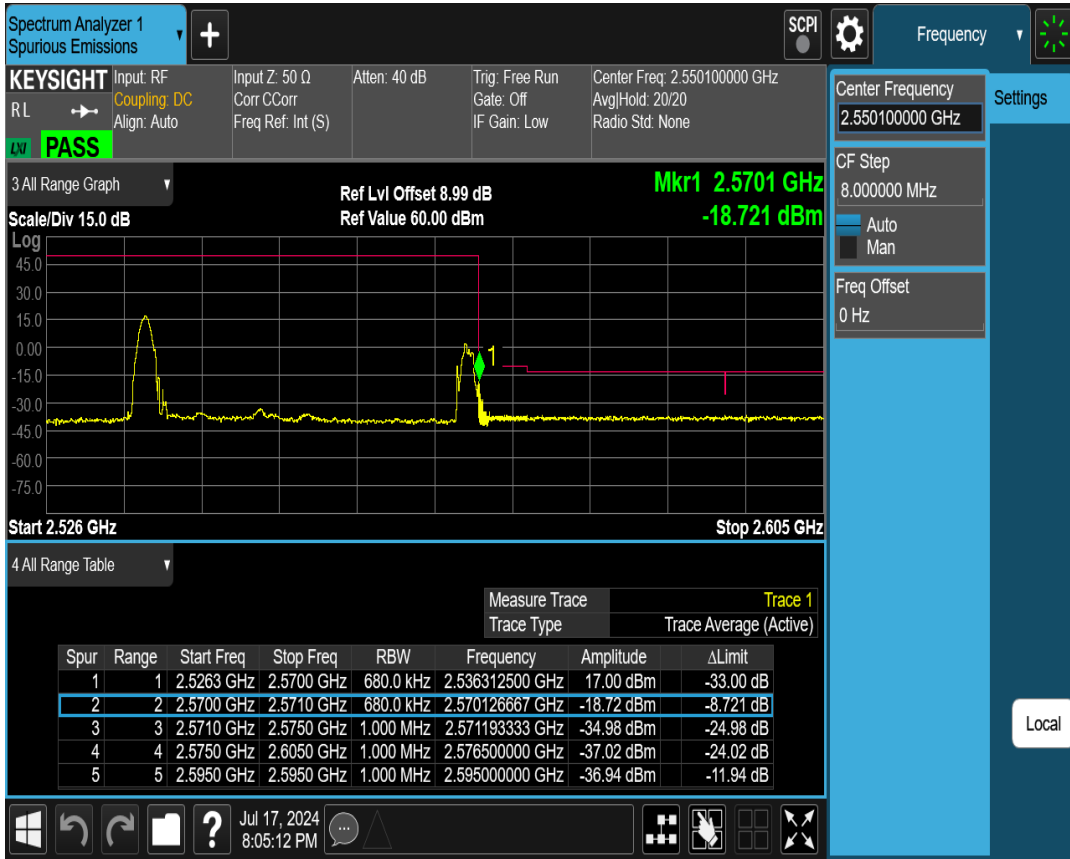 Spectrum Analyzer 1
Spurious Emissions
+
SCPI
Frequency
KEYSIGHT
RL
LXI
PASS
Input: RF
Coupling: DC
Align: Auto
Input Z: 50 Ω
Corr CCorr
Freq Ref: Int (S)
Atten: 40 dB
Trig: Free Run
Gate: Off
IF Gain: Low
Center Freq: 2.550100000 GHz
Avg|Hold: 20/20
Radio Std: None
3 All Range Graph
Scale/Div 15.0 dB
Ref Lvl Offset 8.99 dB
Ref Value 60.00 dBm
Mkr1 2.5701 GHz
-18.721 dBm
Log
45.0
30.0
15.0
0.00
-15.0
-30.0
-45.0
-60.0
-75.0
1
Start 2.526 GHz
Stop 2.605 GHz
4 All Range Table
Measure Trace Trace 1
Trace Type Trace Average (Active)
Spur Range Start Freq Stop Freq RBW Frequency Amplitude ΔLimit
1 1 2.5263 GHz 2.5700 GHz 680.0 kHz 2.536312500 GHz 17.00 dBm -33.00 dB
2 2 2.5700 GHz 2.5710 GHz 680.0 kHz 2.570126667 GHz -18.72 dBm -8.721 dB
3 3 2.5710 GHz 2.5750 GHz 1.000 MHz 2.571193333 GHz -34.98 dBm -24.98 dB
4 4 2.5750 GHz 2.6050 GHz 1.000 MHz 2.576500000 GHz -37.02 dBm -24.02 dB
5 5 2.5950 GHz 2.5950 GHz 1.000 MHz 2.595000000 GHz -36.94 dBm -11.94 dB
?
Jul 17, 2024
8:05:12 PM
Center Frequency
2.550100000 GHz
Settings
CF Step
8.000000 MHz
Auto
Man
Freq Offset
0 Hz
Local